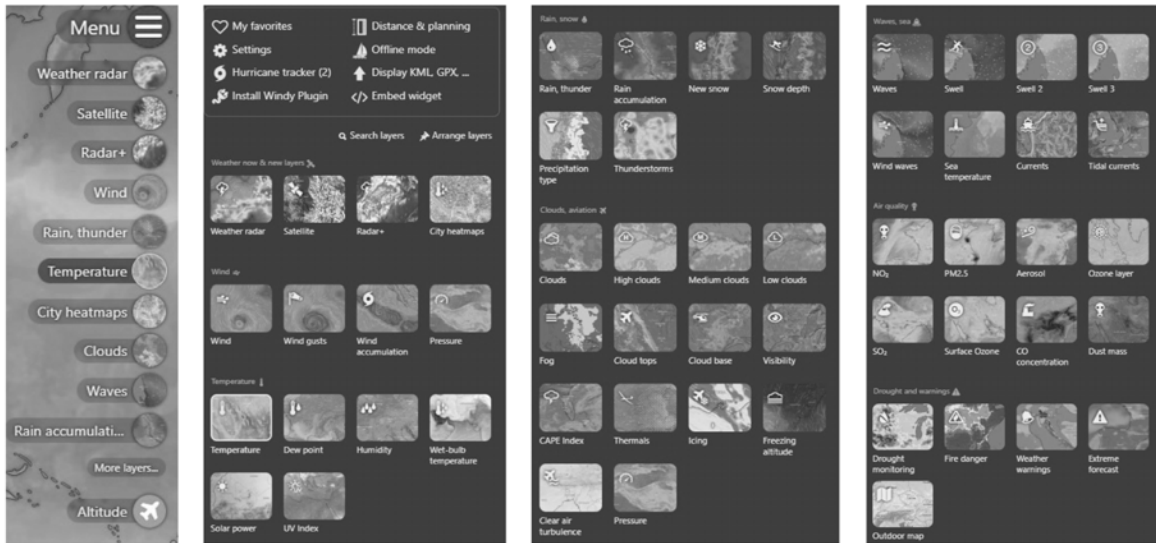 Menu
Weather radar
Satellite
Radar+
Wind
Rain, thunder
Temperature
City heatmaps
Clouds
Waves
Rain accumulati...
More layers...
Altitude
My favorites
Distance & planning
Settings
Offline mode
Hurricane tracker (2)
Display KML, GPX, ...
Install Windy Plugin
</> Embed widget
Search layers
Arrange layers
Weather now & new layers
Weather radar
Satellite
Radar+
City heatmaps
Wind
Wind
Wind gusts
Wind
accumulation
Pressure
Temperature
Temperature
Dew point
Humidity
Wet-bulb
temperature
Solar power
UV Index
Rain, snow
Rain, thunder
Rain
accumulation
New snow
Snow depth
Precipitation
type
Thunderstorms
Clouds, aviation
Clouds
H
High clouds
M
Medium clouds
L
Low clouds
Fog
Cloud tops
Cloud base
Visibility
CAPE Index
Thermals
Icing
Freezing
altitude
Clear air
turbulence
Pressure
Waves, sea
Waves
Swell
2
Swell 2
3
Swell 3
Wind waves
Sea
temperature
Currents
Tidal currents
Air quality
NO₂
PM2.5
Aerosol
Ozone layer
SO₂
Surface Ozone
CO
concentration
Dust mass
Drought and warnings
Drought
monitoring
Fire danger
Weather
warnings
Extreme
forecast
Outdoor map